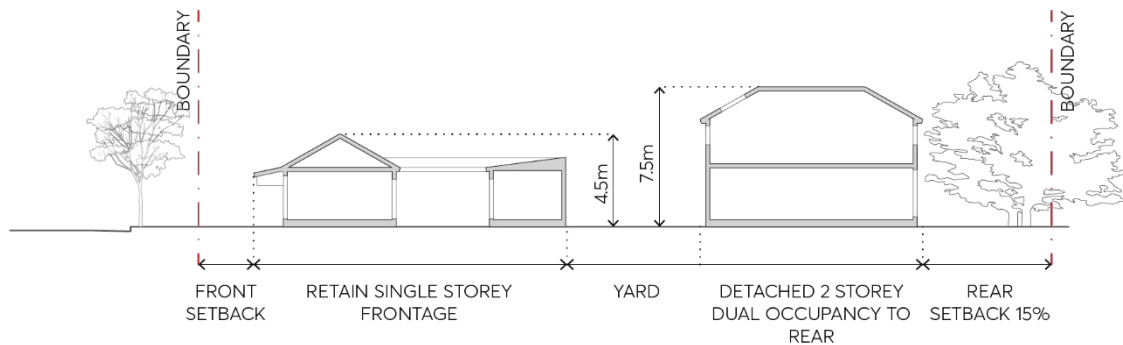 BOUNDARY
BOUNDARY
4.5m
7.5m
FRONT
SETBACK
RETAIN SINGLE STOREY
FRONTAGE
YARD
DETACHED 2 STOREY
DUAL OCCUPANCY TO
REAR
REAR
SETBACK 15%